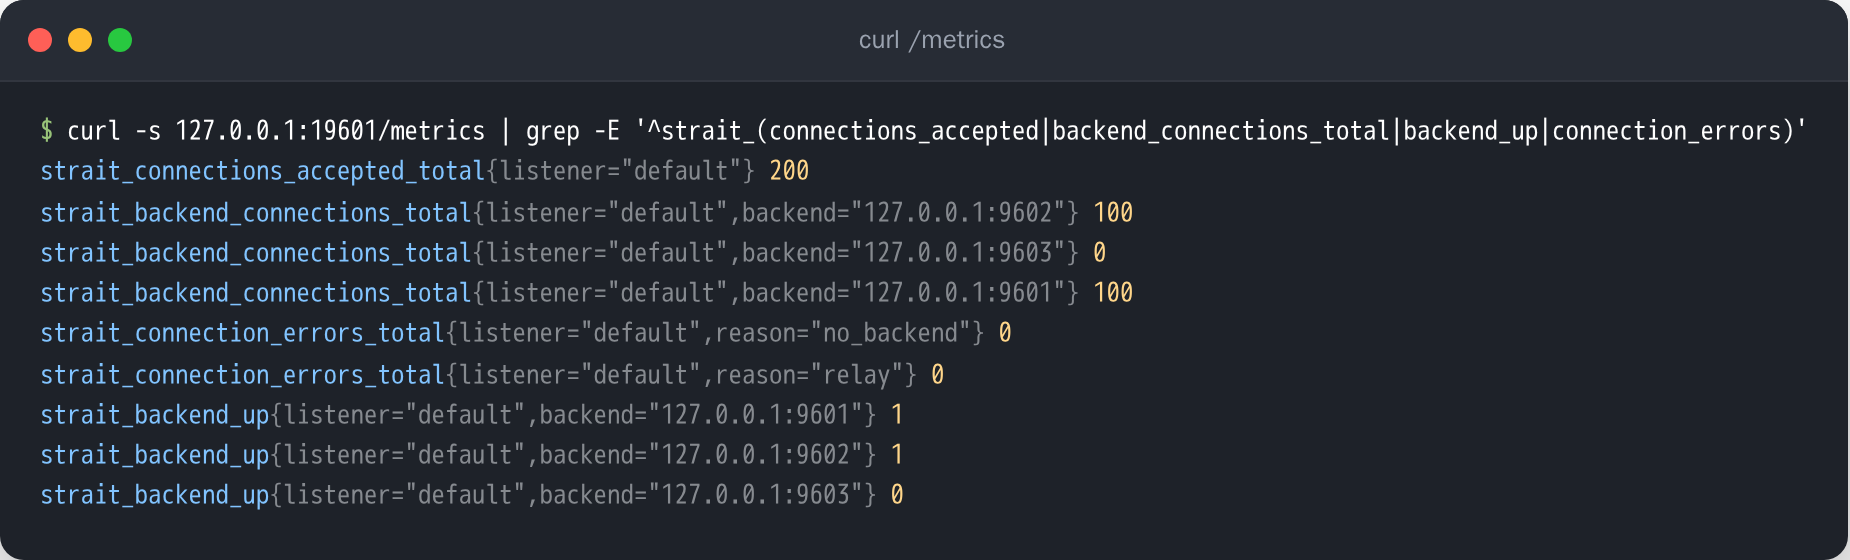 curl /metrics
$ curl -s 127.0.0.1:19601/metrics | grep -E '^strait_(connections_accepted|backend_connections_total|backend_up|connection_errors)'
strait_connections_accepted_total{listener="default"} 200
strait_backend_connections_total{listener="default",backend="127.0.0.1:9602"} 100
strait_backend_connections_total{listener="default",backend="127.0.0.1:9603"} 0
strait_backend_connections_total{listener="default",backend="127.0.0.1:9601"} 100
strait_connection_errors_total{listener="default",reason="no_backend"} 0
strait_connection_errors_total{listener="default",reason="relay"} 0
strait_backend_up{listener="default",backend="127.0.0.1:9601"} 1
strait_backend_up{listener="default",backend="127.0.0.1:9602"} 1
strait_backend_up{listener="default",backend="127.0.0.1:9603"} 0